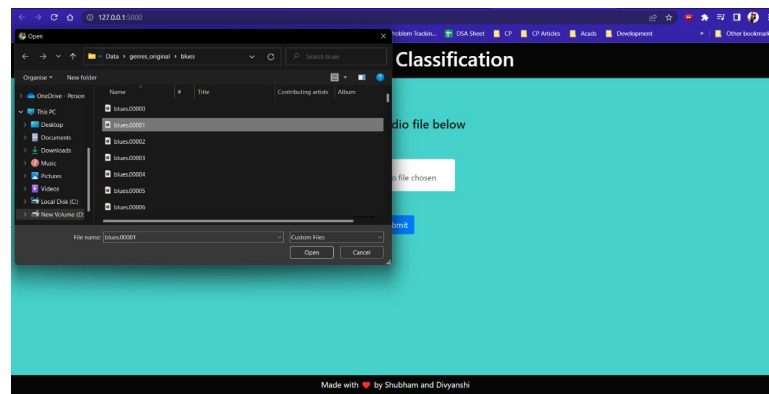 127.0.0.1:5000
Problem Trackin... DSA Sheet CP CP Articles Acads Development » Other bookmark
Open
Data › genres_original › blues
Search blues
Classification
Organise New folder
Name # Title Contributing artists Album
OneDrive - Person
This PC
Desktop
Documents
Downloads
Music
Pictures
Videos
Local Disk (C:)
New Volume (D:
blues.00000
blues.00001
blues.00002
blues.00003
blues.00004
blues.00005
blues.00006
dio file below
o file chosen
bmit
File name: blues.00001 Custom Files
Open Cancel
Made with ❤ by Shubham and Divyanshi